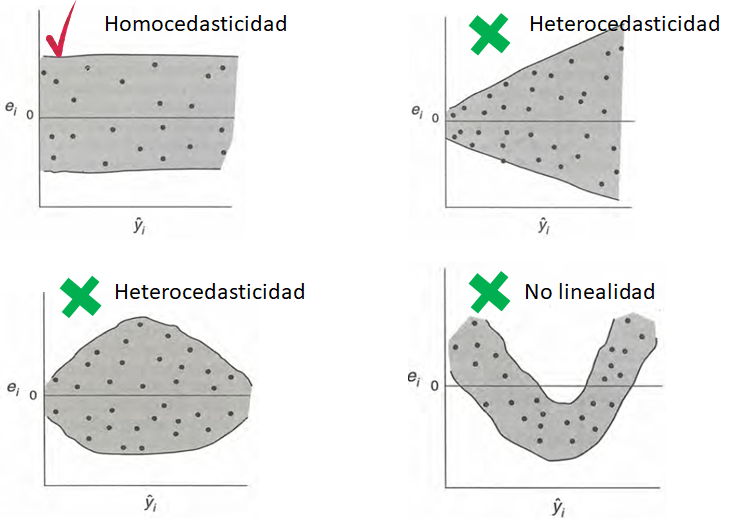 Homocedasticidad
e_i 0
ŷ_i
Heterocedasticidad
e_i 0
ŷ_i
Heterocedasticidad
e_i 0
ŷ_i
No linealidad
e_i 0
ŷ_i